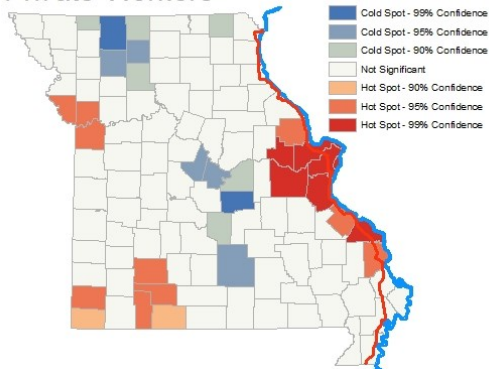 Cold Spot - 99% Confidence
Cold Spot - 95% Confidence
Cold Spot - 90% Confidence
Not Significant
Hot Spot - 90% Confidence
Hot Spot - 95% Confidence
Hot Spot - 99% Confidence